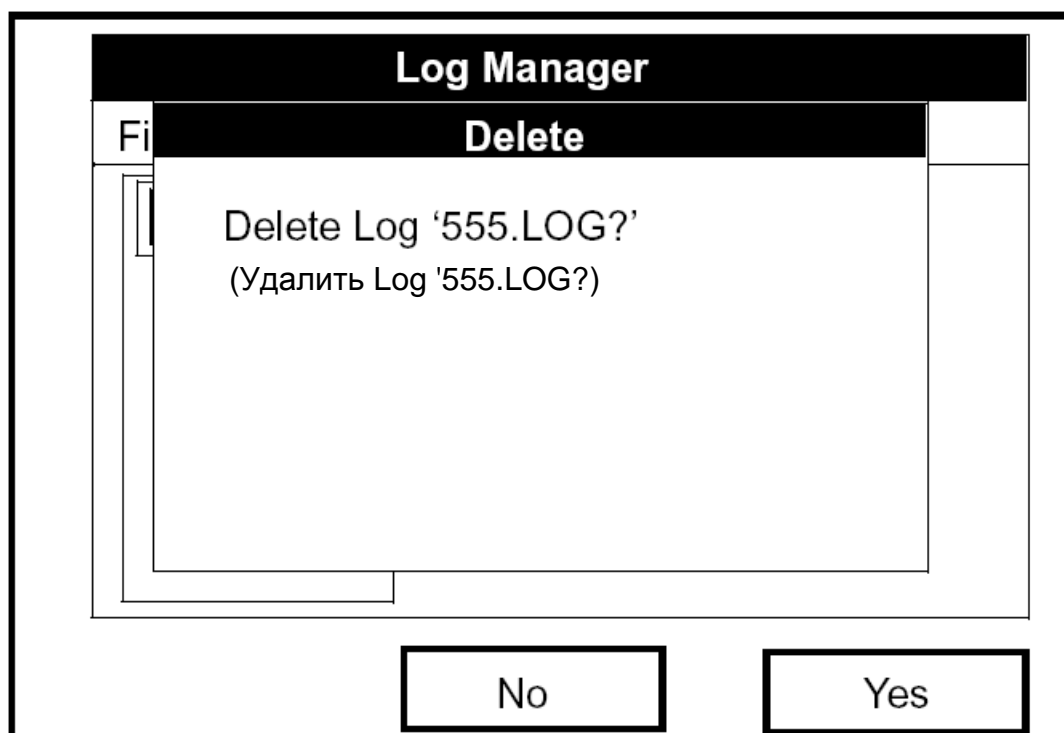 Log Manager
Fi
Delete
Delete Log ‘555.LOG?’
(Удалить Log '555.LOG?)
No
Yes